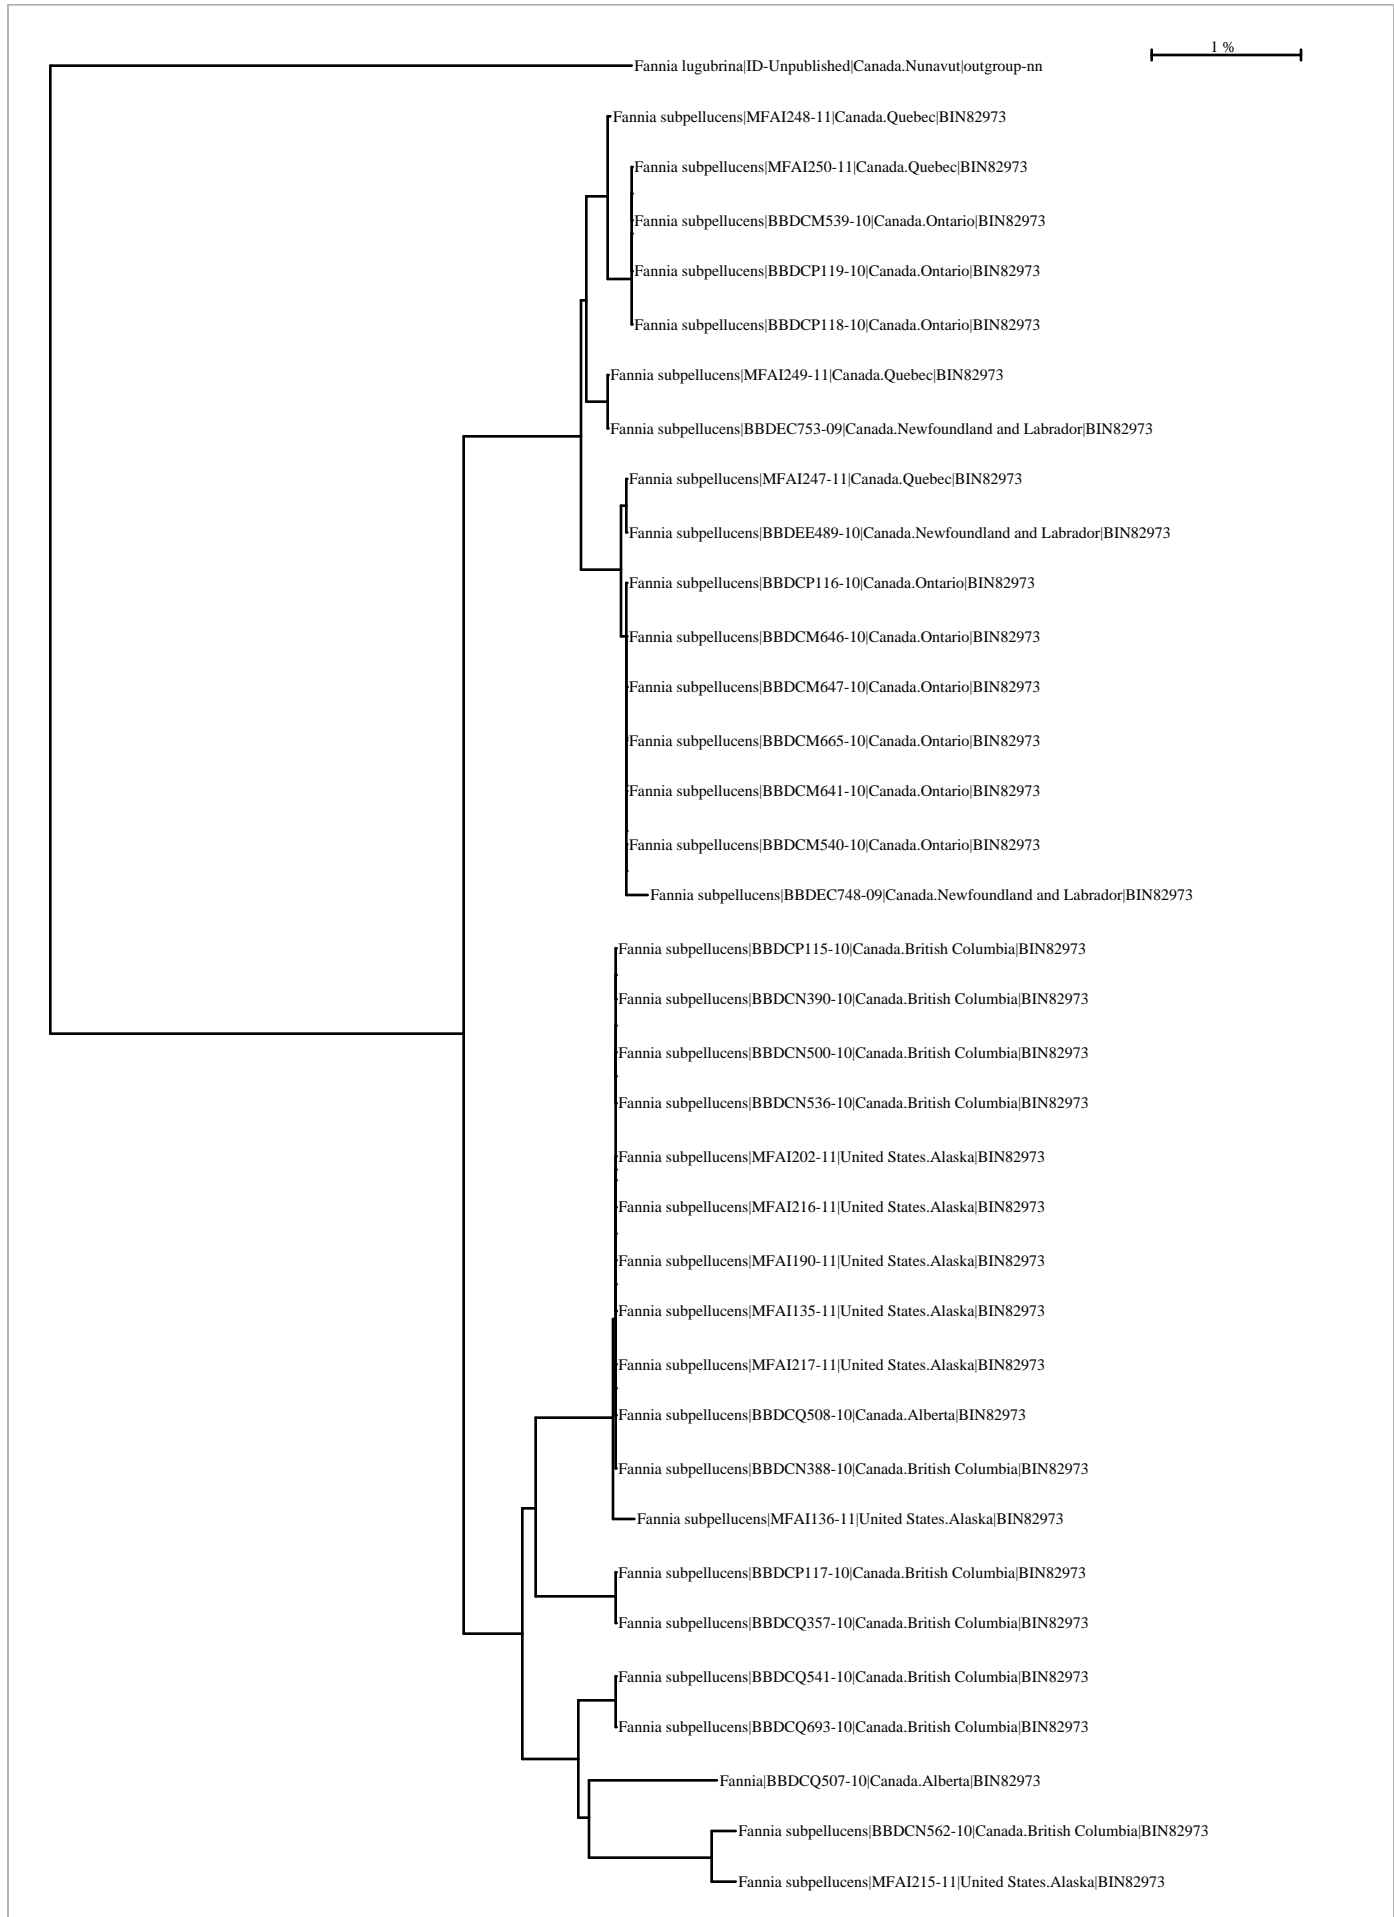 1 %
Fannia lugubrina|ID-Unpublished|Canada.Nunavut|outgroup-nn
Fannia subpellucens|MFAI248-11|Canada.Quebec|BIN82973
Fannia subpellucens|MFAI250-11|Canada.Quebec|BIN82973
Fannia subpellucens|BBDCM539-10|Canada.Ontario|BIN82973
Fannia subpellucens|BBDCP119-10|Canada.Ontario|BIN82973
Fannia subpellucens|BBDCP118-10|Canada.Ontario|BIN82973
Fannia subpellucens|MFAI249-11|Canada.Quebec|BIN82973
Fannia subpellucens|BBDEC753-09|Canada.Newfoundland and Labrador|BIN82973
Fannia subpellucens|MFAI247-11|Canada.Quebec|BIN82973
Fannia subpellucens|BBDEE489-10|Canada.Newfoundland and Labrador|BIN82973
Fannia subpellucens|BBDCP116-10|Canada.Ontario|BIN82973
Fannia subpellucens|BBDCM646-10|Canada.Ontario|BIN82973
Fannia subpellucens|BBDCM647-10|Canada.Ontario|BIN82973
Fannia subpellucens|BBDCM665-10|Canada.Ontario|BIN82973
Fannia subpellucens|BBDCM641-10|Canada.Ontario|BIN82973
Fannia subpellucens|BBDCM540-10|Canada.Ontario|BIN82973
Fannia subpellucens|BBDEC748-09|Canada.Newfoundland and Labrador|BIN82973
Fannia subpellucens|BBDCP115-10|Canada.British Columbia|BIN82973
Fannia subpellucens|BBDCN390-10|Canada.British Columbia|BIN82973
Fannia subpellucens|BBDCN500-10|Canada.British Columbia|BIN82973
Fannia subpellucens|BBDCN536-10|Canada.British Columbia|BIN82973
Fannia subpellucens|MFAI202-11|United States.Alaska|BIN82973
Fannia subpellucens|MFAI216-11|United States.Alaska|BIN82973
Fannia subpellucens|MFAI190-11|United States.Alaska|BIN82973
Fannia subpellucens|MFAI135-11|United States.Alaska|BIN82973
Fannia subpellucens|MFAI217-11|United States.Alaska|BIN82973
Fannia subpellucens|BBDCQ508-10|Canada.Alberta|BIN82973
Fannia subpellucens|BBDCN388-10|Canada.British Columbia|BIN82973
Fannia subpellucens|MFAI136-11|United States.Alaska|BIN82973
Fannia subpellucens|BBDCP117-10|Canada.British Columbia|BIN82973
Fannia subpellucens|BBDCQ357-10|Canada.British Columbia|BIN82973
Fannia subpellucens|BBDCQ541-10|Canada.British Columbia|BIN82973
Fannia subpellucens|BBDCQ693-10|Canada.British Columbia|BIN82973
Fannia|BBDCQ507-10|Canada.Alberta|BIN82973
Fannia subpellucens|BBDCN562-10|Canada.British Columbia|BIN82973
Fannia subpellucens|MFAI215-11|United States.Alaska|BIN82973